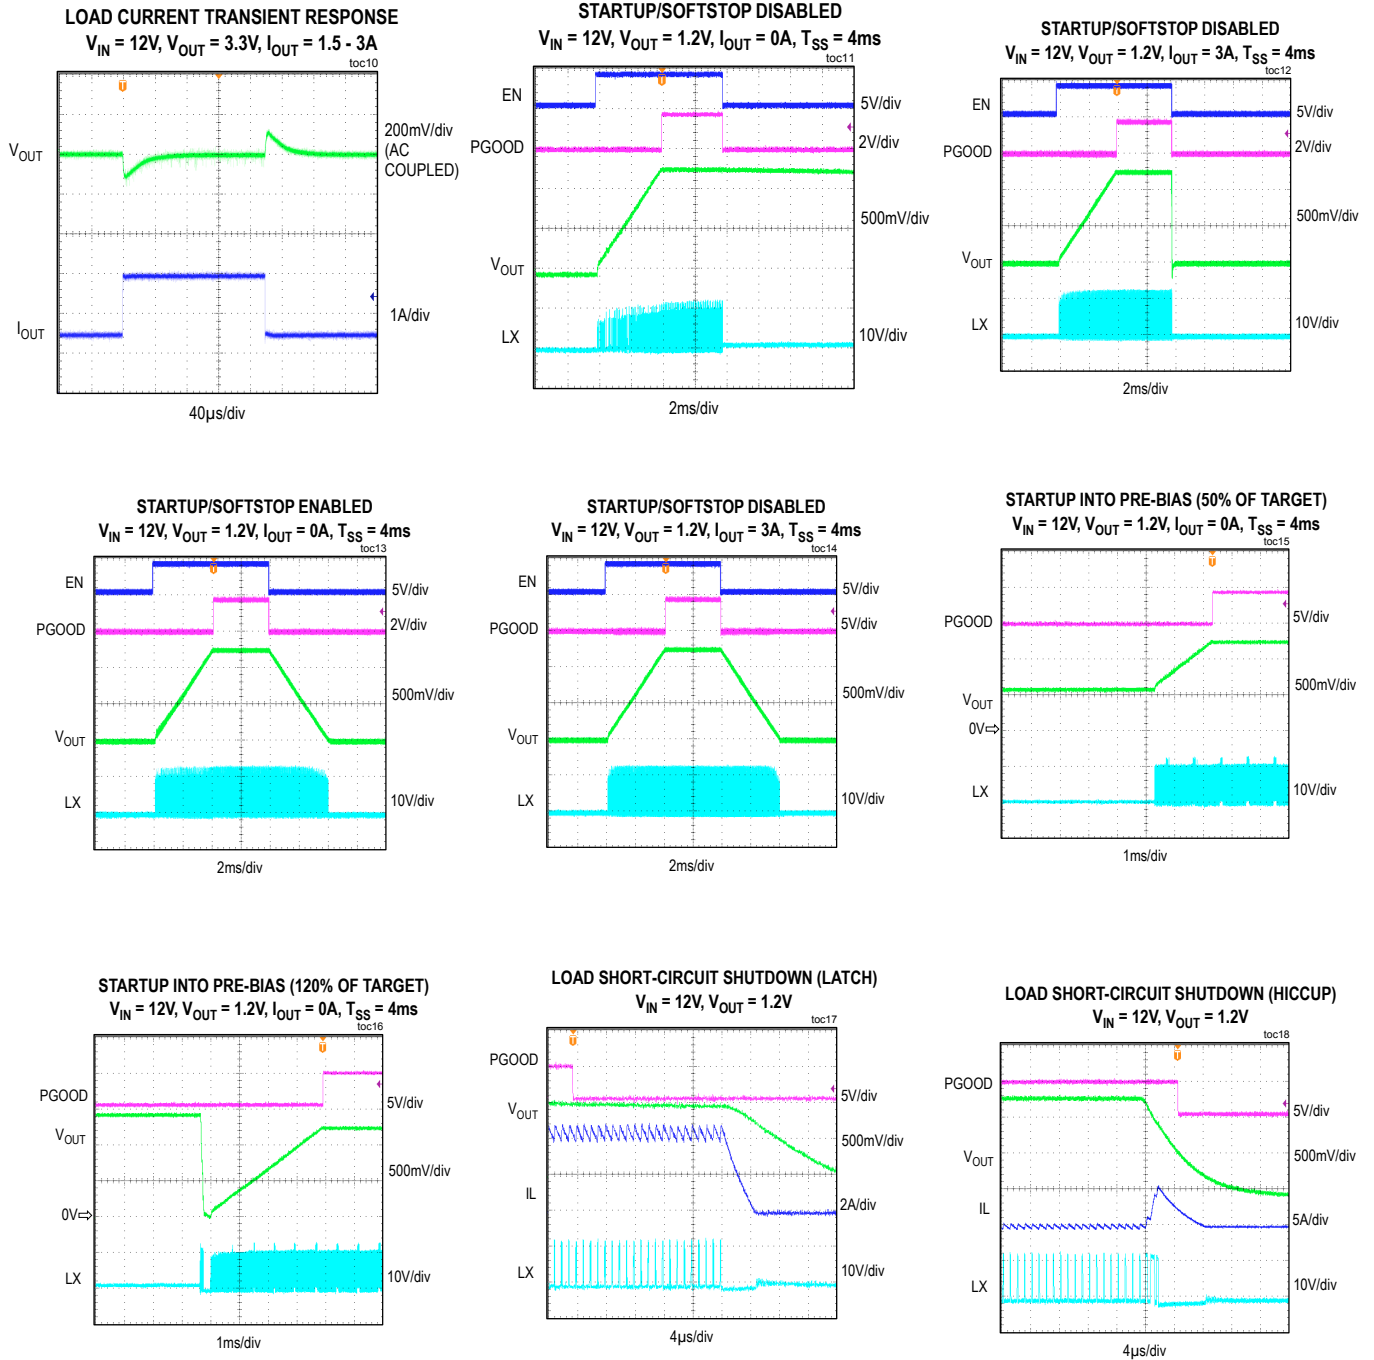 LOAD CURRENT TRANSIENT RESPONSE
VIN = 12V, VOUT = 3.3V, IOUT = 1.5 - 3A
toc10
T
VOUT
200mV/div
(AC
COUPLED)
IOUT
1A/div
40µs/div
STARTUP/SOFTSTOP DISABLED
VIN = 12V, VOUT = 1.2V, IOUT = 0A, TSS = 4ms
toc11
T
EN
5V/div
PGOOD
2V/div
500mV/div
VOUT
LX
10V/div
2ms/div
STARTUP/SOFTSTOP DISABLED
VIN = 12V, VOUT = 1.2V, IOUT = 3A, TSS = 4ms
toc12
T
EN
5V/div
PGOOD
2V/div
500mV/div
VOUT
LX
10V/div
2ms/div
STARTUP/SOFTSTOP ENABLED
VIN = 12V, VOUT = 1.2V, IOUT = 0A, TSS = 4ms
toc13
T
EN
5V/div
PGOOD
2V/div
500mV/div
VOUT
LX
10V/div
2ms/div
STARTUP/SOFTSTOP DISABLED
VIN = 12V, VOUT = 1.2V, IOUT = 3A, TSS = 4ms
toc14
T
EN
5V/div
PGOOD
5V/div
500mV/div
VOUT
LX
10V/div
2ms/div
STARTUP INTO PRE-BIAS (50% OF TARGET)
VIN = 12V, VOUT = 1.2V, IOUT = 0A, TSS = 4ms
toc15
T
PGOOD
5V/div
500mV/div
VOUT
0V⇨
LX
10V/div
1ms/div
STARTUP INTO PRE-BIAS (120% OF TARGET)
VIN = 12V, VOUT = 1.2V, IOUT = 0A, TSS = 4ms
toc16
T
PGOOD
5V/div
VOUT
500mV/div
0V⇨
LX
10V/div
1ms/div
LOAD SHORT-CIRCUIT SHUTDOWN (LATCH)
VIN = 12V, VOUT = 1.2V
toc17
T
PGOOD
5V/div
VOUT
500mV/div
IL
2A/div
LX
10V/div
4µs/div
LOAD SHORT-CIRCUIT SHUTDOWN (HICCUP)
VIN = 12V, VOUT = 1.2V
toc18
T
PGOOD
5V/div
VOUT
500mV/div
IL
5A/div
LX
10V/div
4µs/div